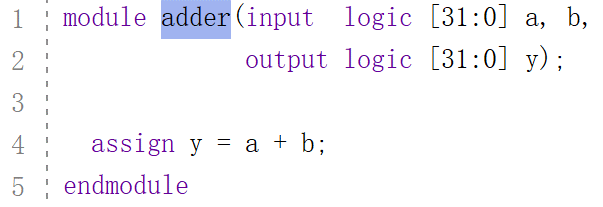 1 module adder(input  logic [31:0] a, b,
2              output logic [31:0] y);
3
4   assign y = a + b;
5 endmodule